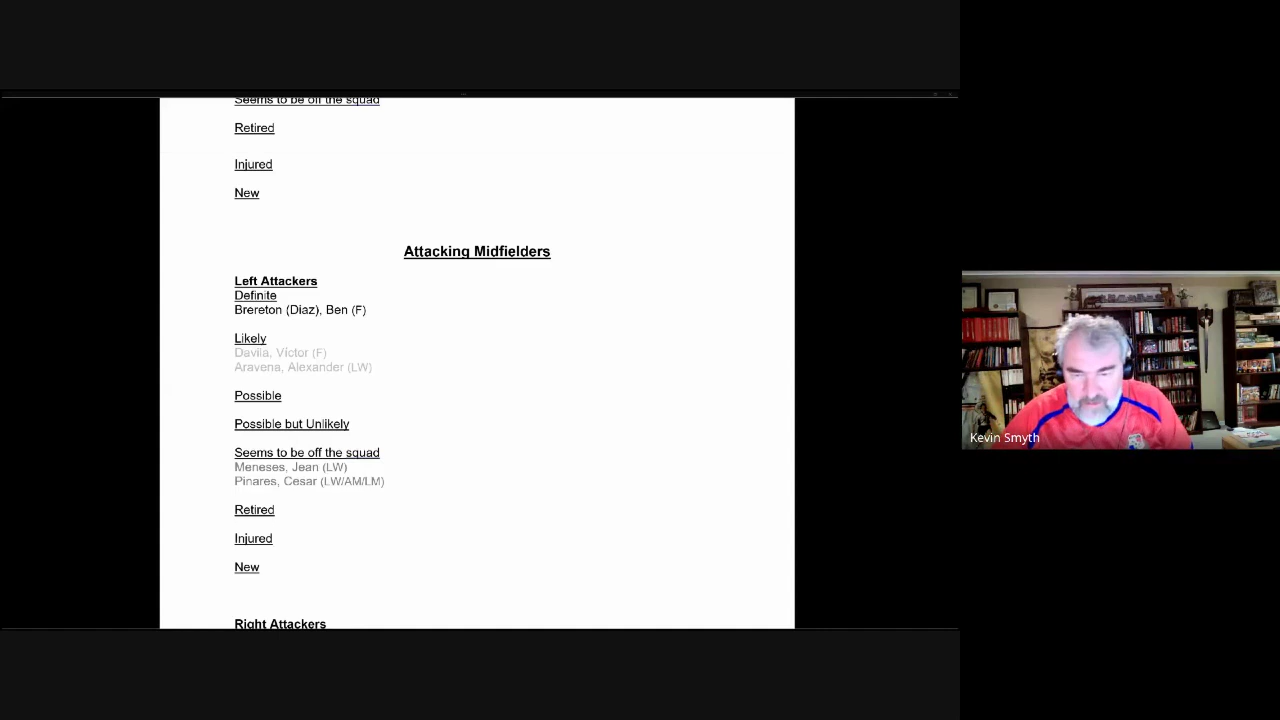 Seems to be off the squad
Retired
Injured
New
Attacking Midfielders
Left Attackers
Definite
Brereton (Diaz), Ben (F)
Likely
Davila, Víctor (F)
Aravena, Alexander (LW)
Possible
Possible but Unlikely
Seems to be off the squad
Meneses, Jean (LW)
Pinares, Cesar (LW/AM/LM)
Retired
Injured
New
Right Attackers
Kevin Smyth